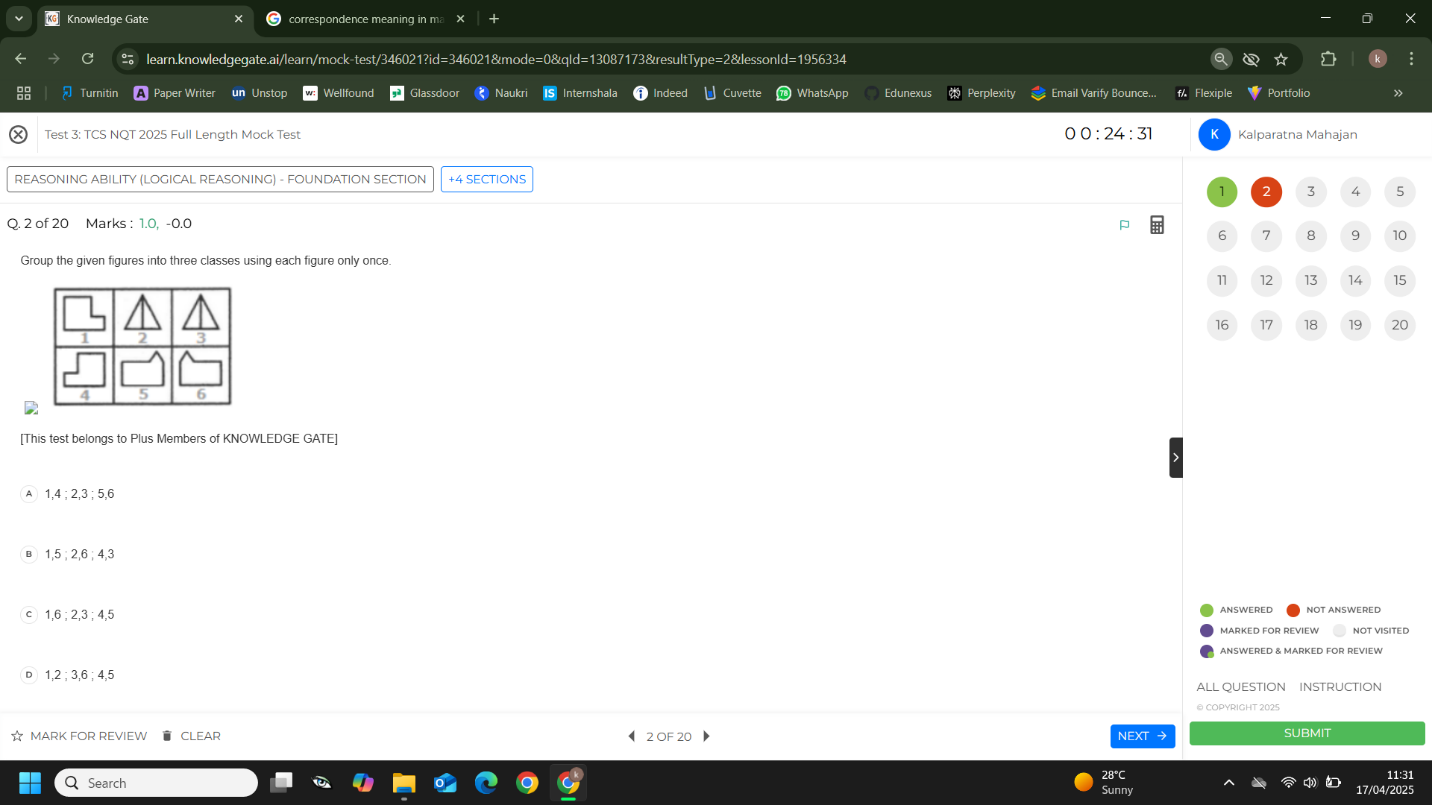 Knowledge Gate
correspondence meaning in ma
learn.knowledgegate.ai/learn/mock-test/346021?id=346021&mode=0&qId=13087173&resultType=2&lessonId=1956334
k
Turnitin
A Paper Writer
un Unstop
w: Wellfound
Glassdoor
Naukri
IS Internshala
Indeed
Cuvette
78 WhatsApp
Edunexus
Perplexity
Email Varify Bounce...
f/. Flexiple
Portfolio
»
Test 3: TCS NQT 2025 Full Length Mock Test
00:24:31
K Kalparatna Mahajan
REASONING ABILITY (LOGICAL REASONING) - FOUNDATION SECTION
+4 SECTIONS
Q. 2 of 20 Marks : 1.0, -0.0
Group the given figures into three classes using each figure only once.
1 2 3
4 5 6
[This test belongs to Plus Members of KNOWLEDGE GATE]
A 1,4 ; 2,3 ; 5,6
B 1,5 ; 2,6 ; 4,3
C 1,6 ; 2,3 ; 4,5
D 1,2 ; 3,6 ; 4,5
1 2 3 4 5
6 7 8 9 10
11 12 13 14 15
16 17 18 19 20
ANSWERED NOT ANSWERED
MARKED FOR REVIEW NOT VISITED
ANSWERED & MARKED FOR REVIEW
ALL QUESTION INSTRUCTION
© COPYRIGHT 2025
SUBMIT
MARK FOR REVIEW CLEAR
2 OF 20
NEXT →
Search
28°C
Sunny
11:31
17/04/2025